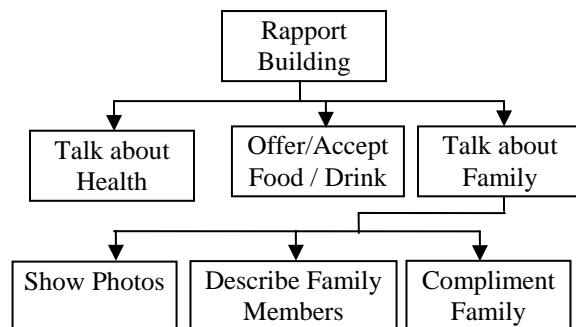 Rapport
Building
Talk about
Health
Offer/Accept
Food / Drink
Talk about
Family
Show Photos
Describe Family
Members
Compliment
Family